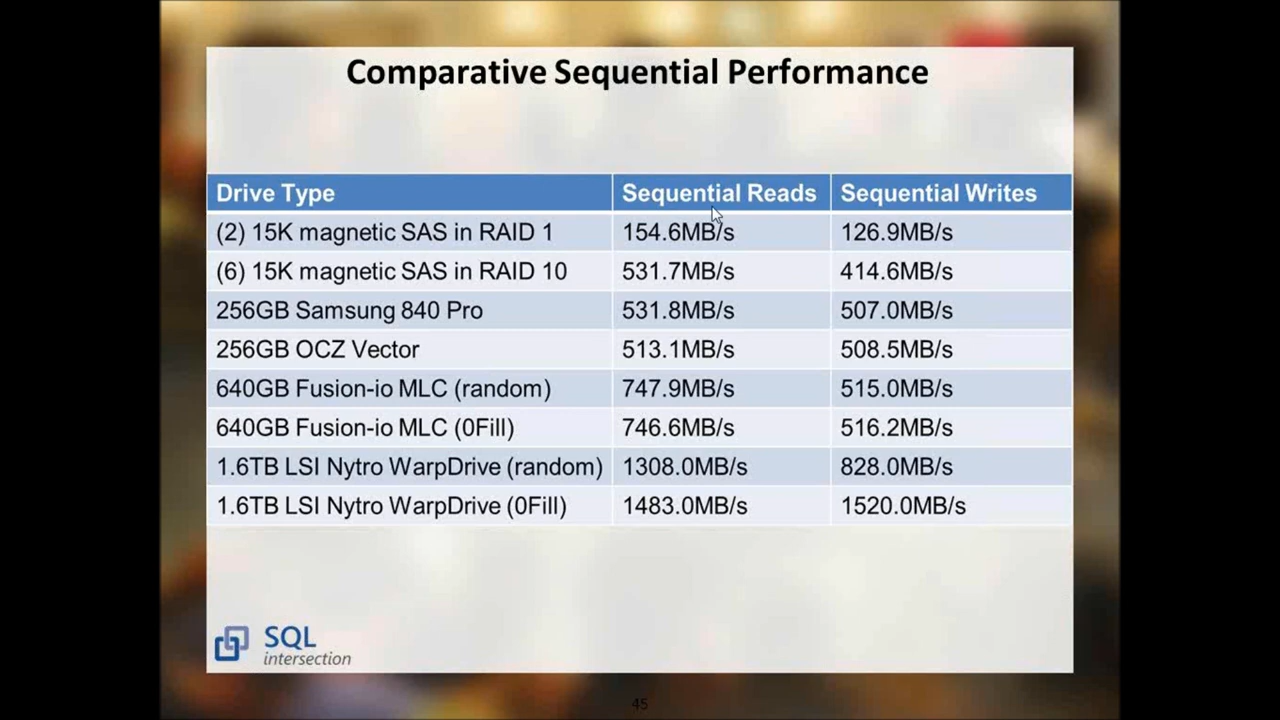 Comparative Sequential Performance
Drive Type Sequential Reads Sequential Writes
(2) 15K magnetic SAS in RAID 1 154.6MB/s 126.9MB/s
(6) 15K magnetic SAS in RAID 10 531.7MB/s 414.6MB/s
256GB Samsung 840 Pro 531.8MB/s 507.0MB/s
256GB OCZ Vector 513.1MB/s 508.5MB/s
640GB Fusion-io MLC (random) 747.9MB/s 515.0MB/s
640GB Fusion-io MLC (0Fill) 746.6MB/s 516.2MB/s
1.6TB LSI Nytro WarpDrive (random) 1308.0MB/s 828.0MB/s
1.6TB LSI Nytro WarpDrive (0Fill) 1483.0MB/s 1520.0MB/s
SQL
intersection
45